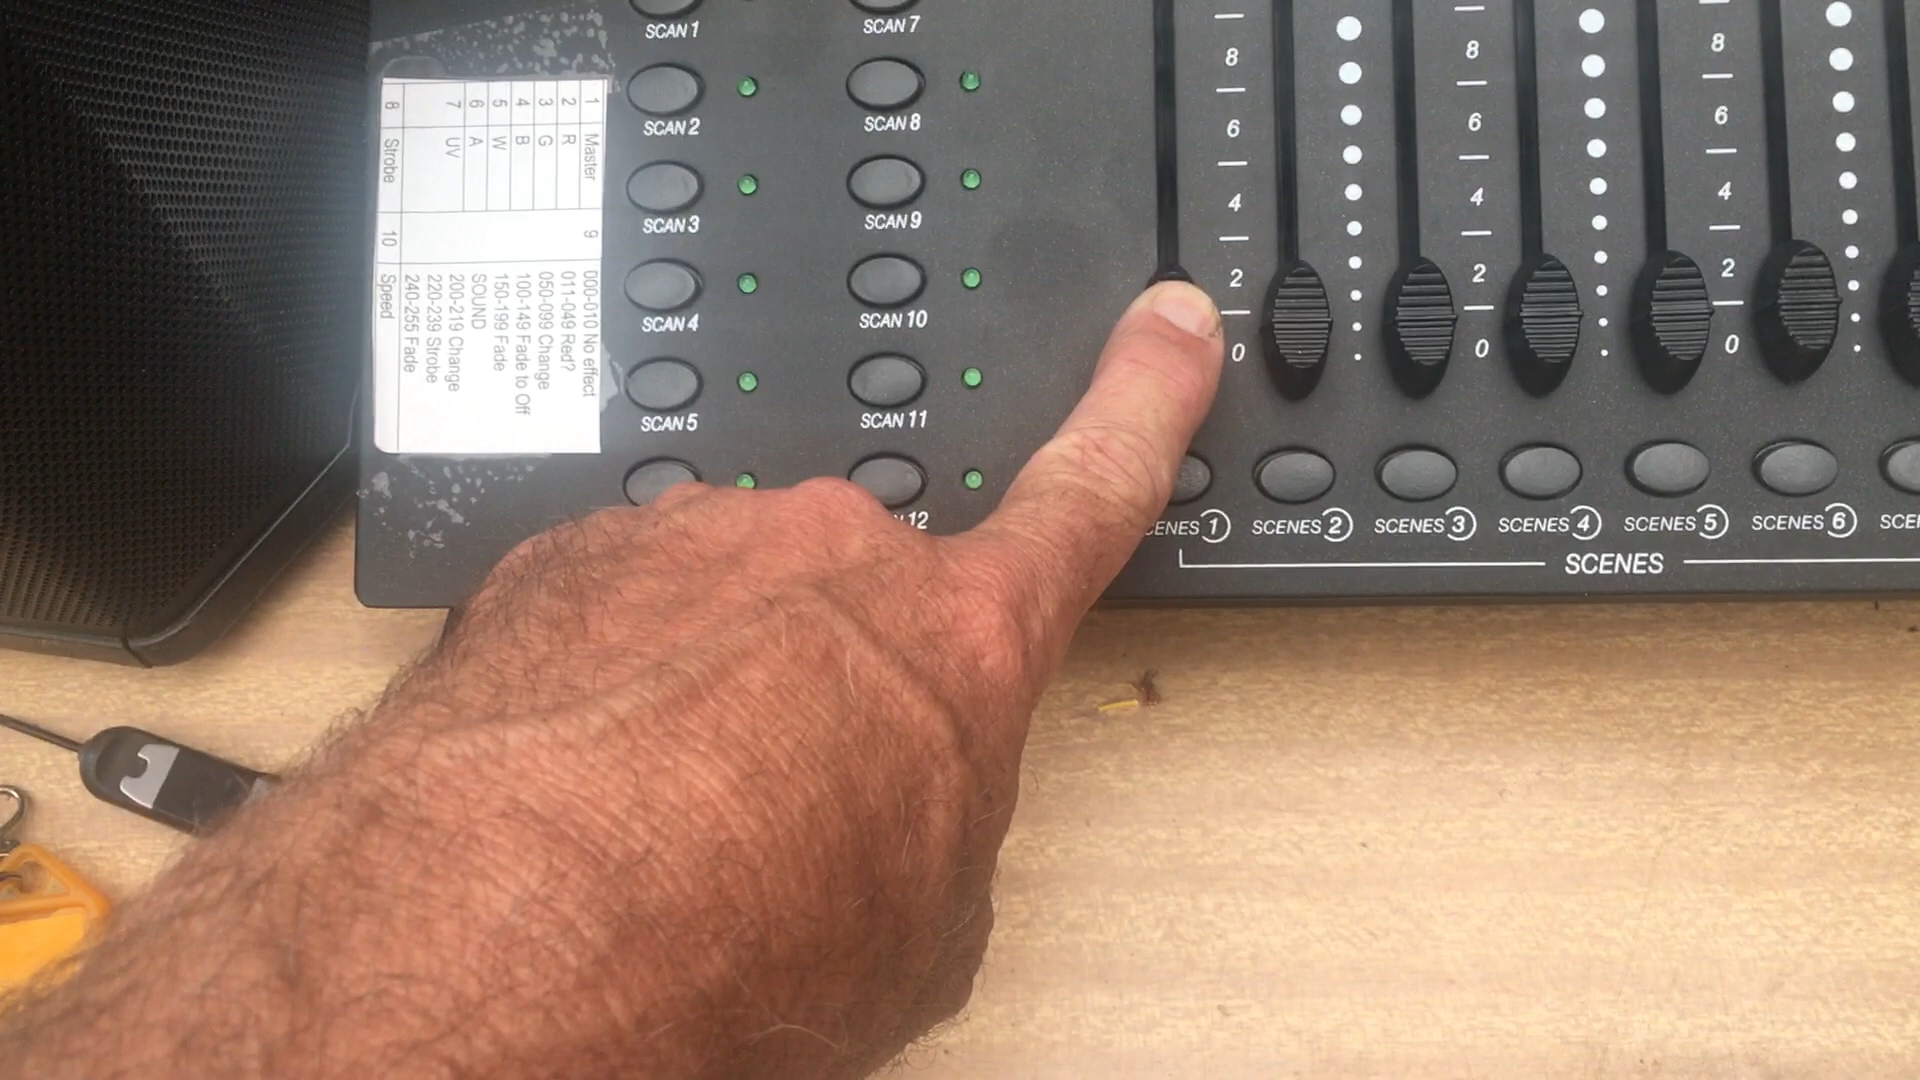 SCAN 1
SCAN 7
SCAN 2
SCAN 8
SCAN 3
SCAN 9
SCAN 4
SCAN 10
SCAN 5
SCAN 11
12
1 Master
2 R
3 G
4 B
5 W
6 A
7 UV
8 Strobe
9 000-010 No effect
011-049 Red?
050-099 Change
100-149 Fade to Off
150-199 Fade
SOUND
200-219 Change
220-239 Strobe
240-255 Fade
10 Speed
8 8 8
6 6 6
4 4 4
2 2 2
0 0 0
ENES 1 SCENES 2 SCENES 3 SCENES 4 SCENES 5 SCENES 6 SCE
SCENES